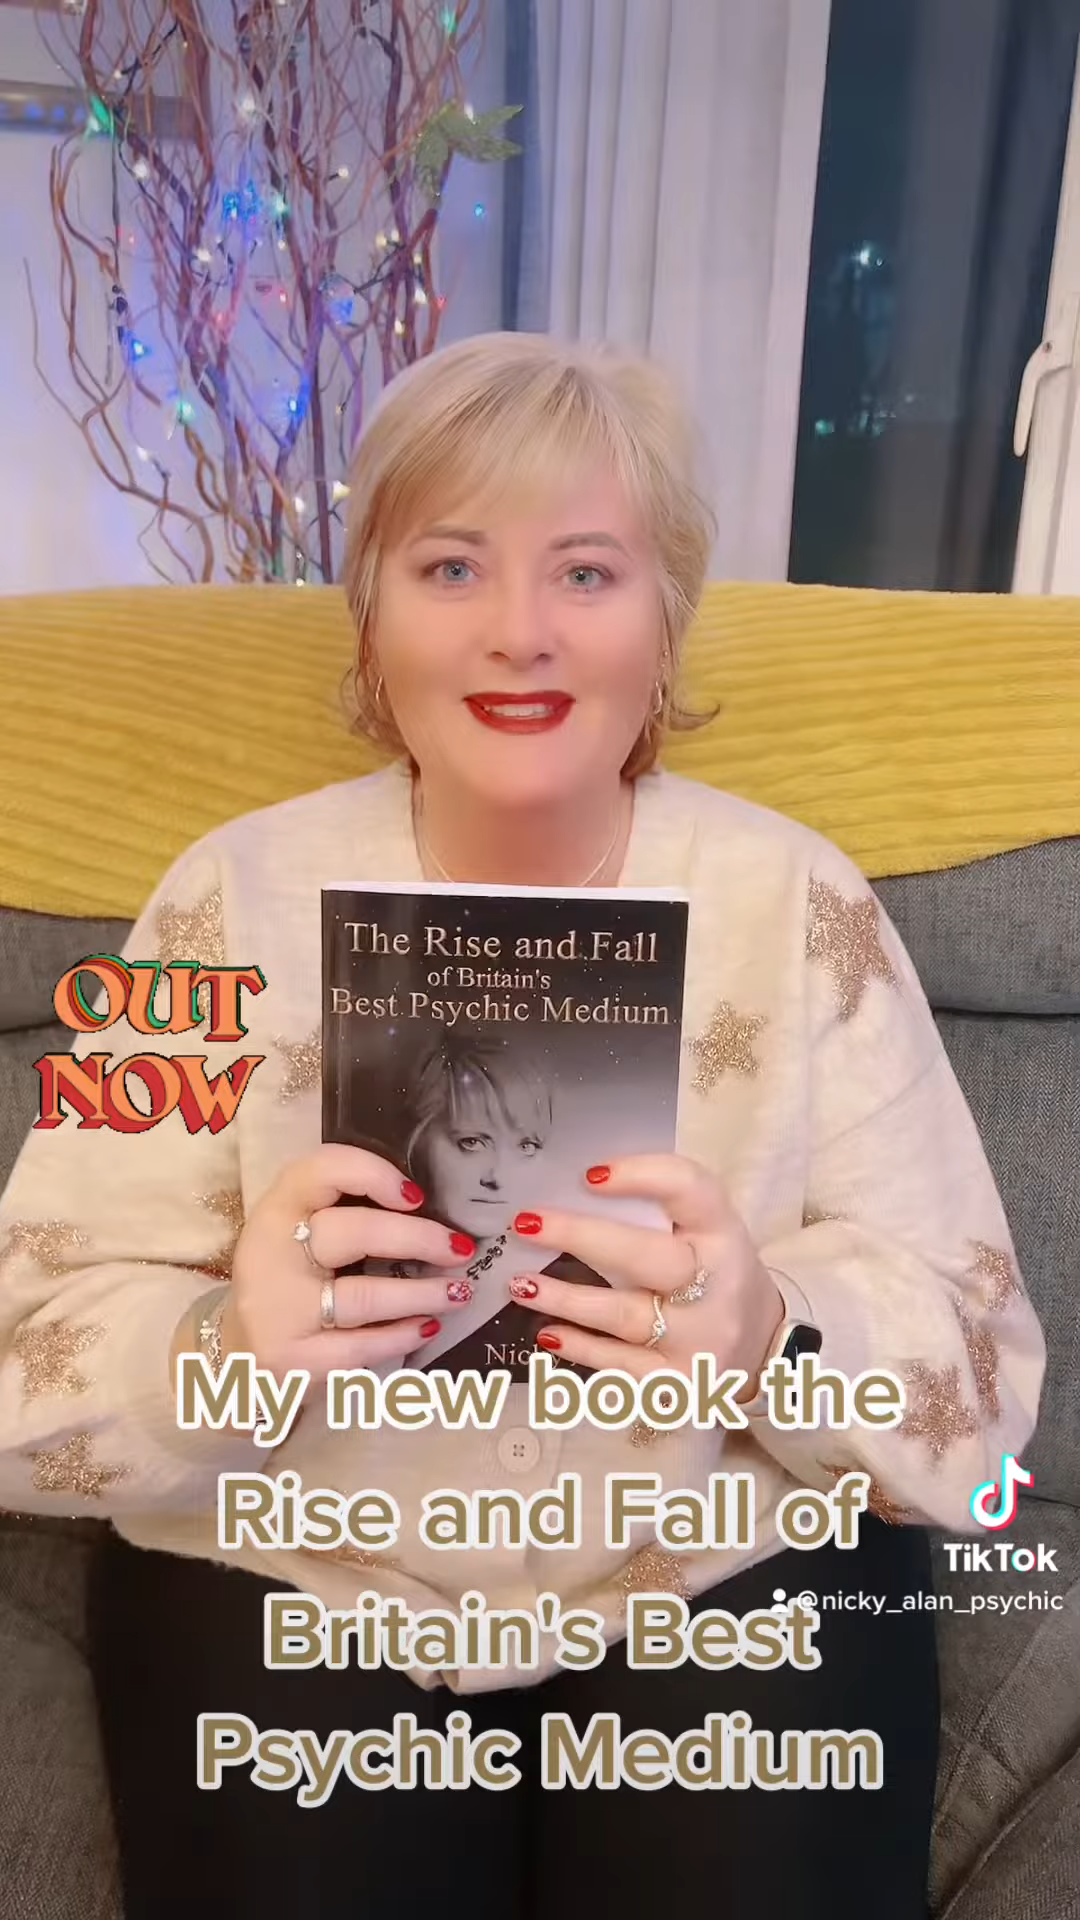 The Rise and Fall
of Britain's
Best Psychic Medium
OUT
NOW
My new book the
Rise and Fall of
Britain's Best
Psychic Medium
TikTok
@nicky_alan_psychic